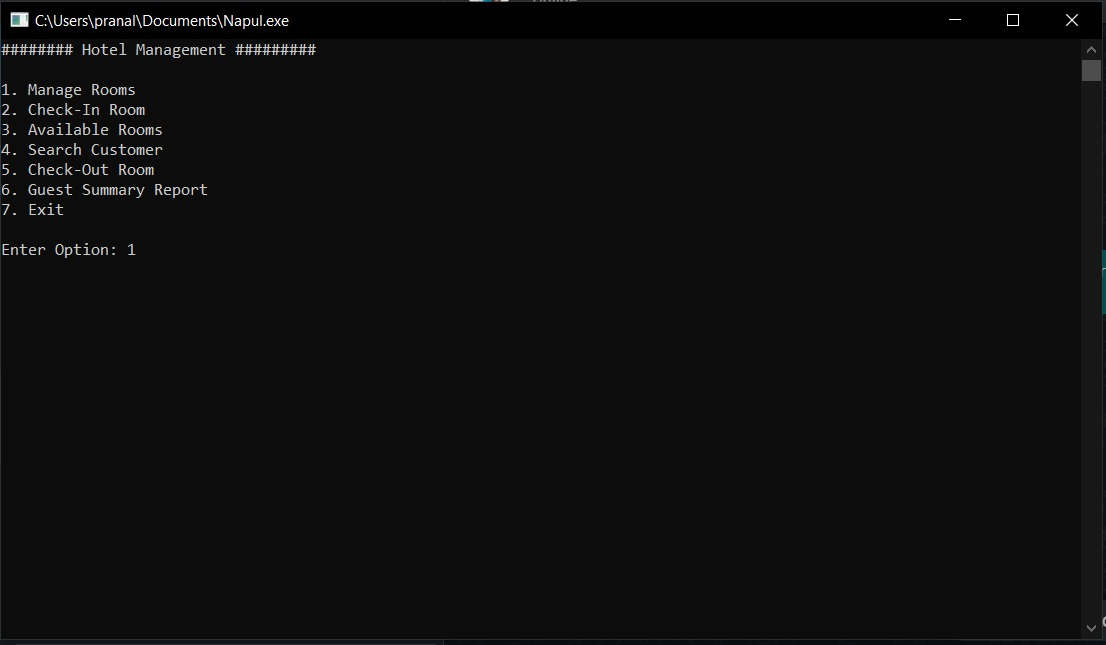 C:\Users\pranal\Documents\Napul.exe
######## Hotel Management #########
1. Manage Rooms
2. Check-In Room
3. Available Rooms
4. Search Customer
5. Check-Out Room
6. Guest Summary Report
7. Exit
Enter Option: 1